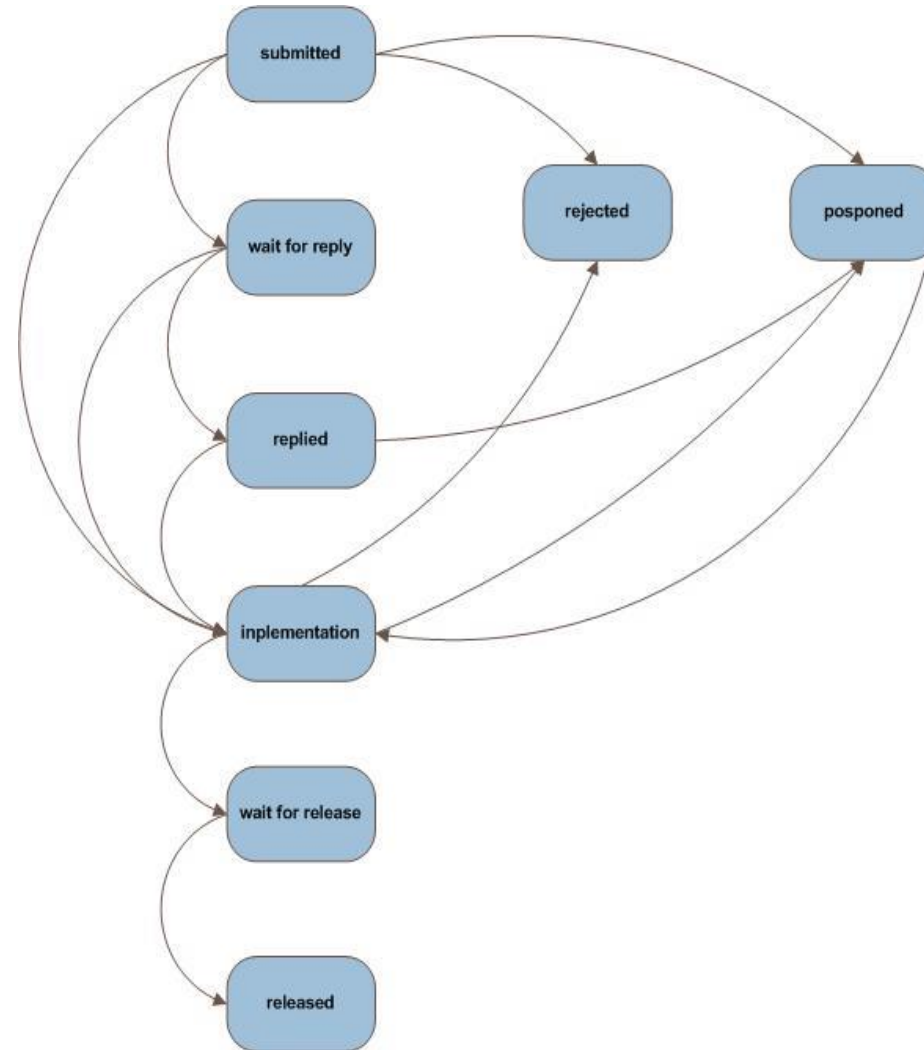 submitted
wait for reply
rejected
posponed
replied
inplementation
wait for release
released